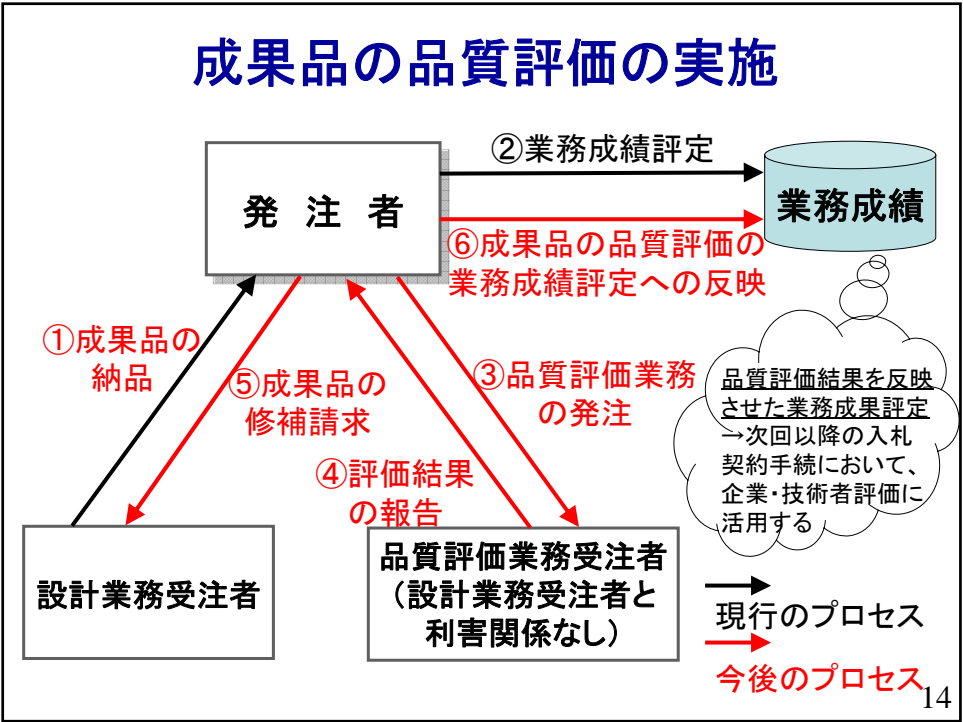 成果品の品質評価の実施
②業務成績評定
発 注 者
業務成績
⑥成果品の品質評価の
業務成績評定への反映
①成果品の
納品
⑤成果品の
修補請求
③品質評価業務
の発注
④評価結果
の報告
品質評価結果を反映
させた業務成果評定
→次回以降の入札
契約手続において、
企業・技術者評価に
活用する
設計業務受注者
品質評価業務受注者
（設計業務受注者と
利害関係なし）
現行のプロセス
今後のプロセス
14